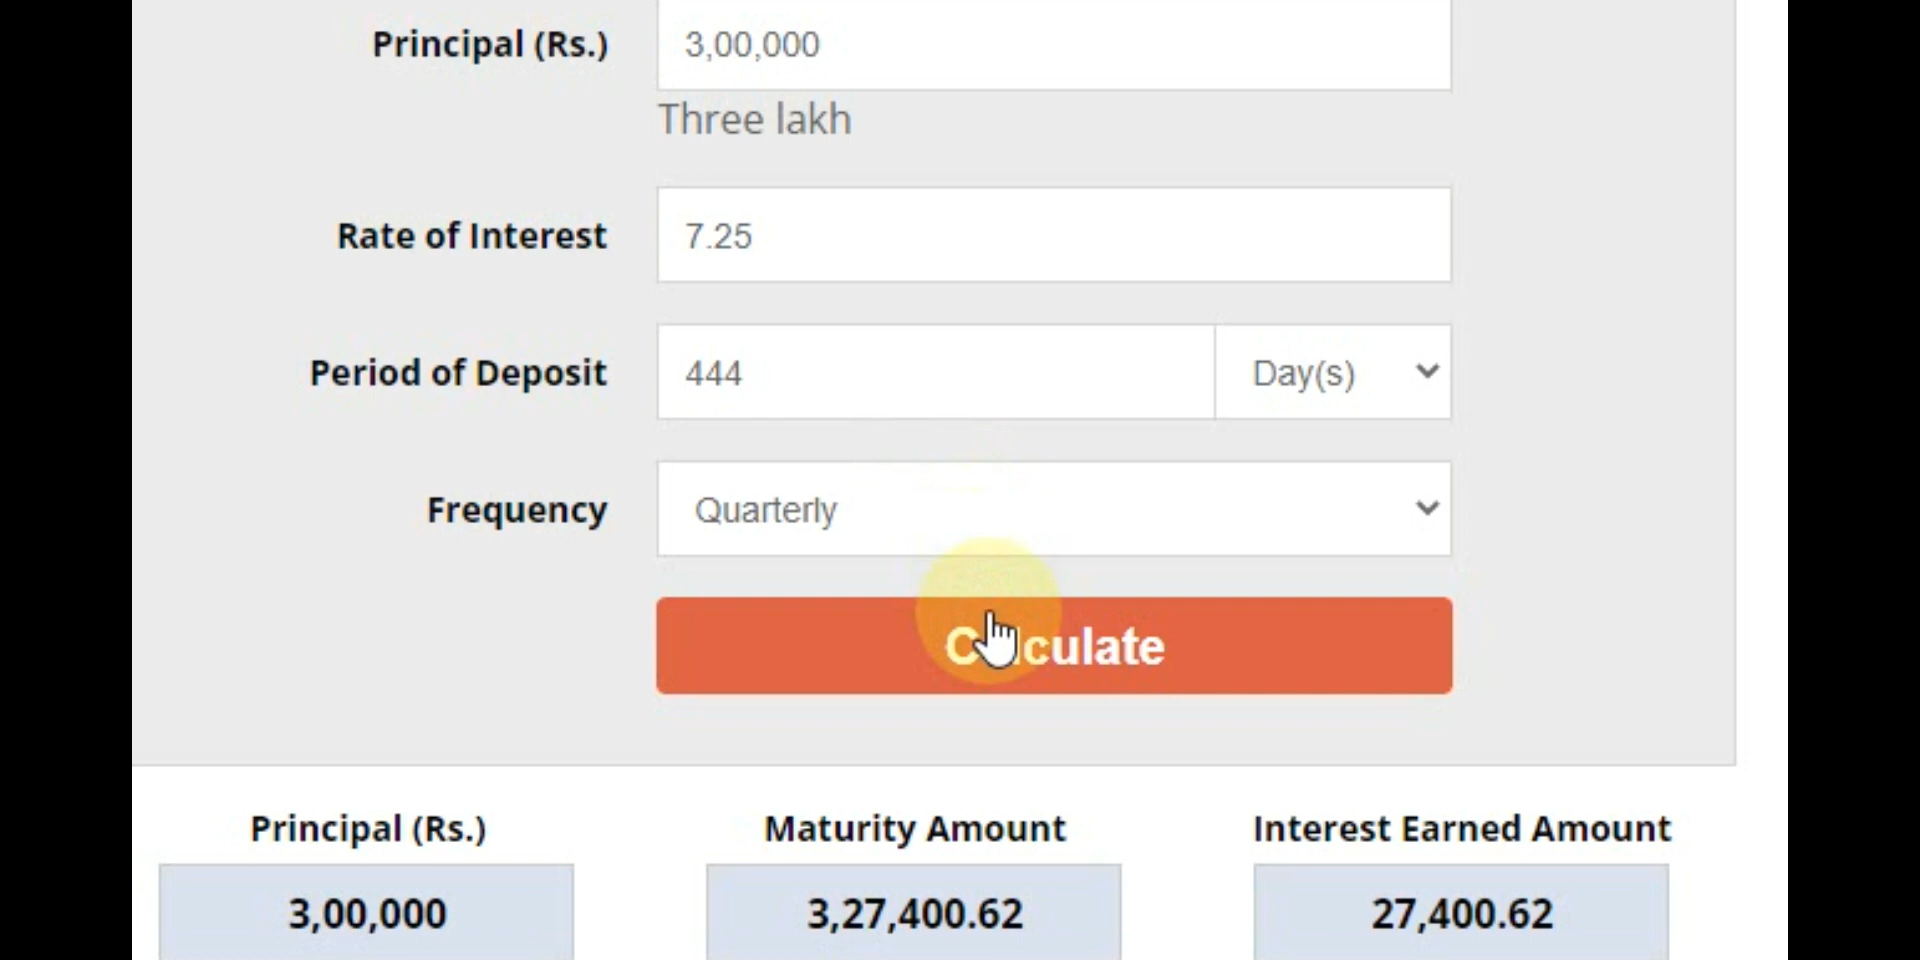 Principal (Rs.) 3,00,000
Three lakh
Rate of Interest 7.25
Period of Deposit 444 Day(s)
Frequency Quarterly
Calculate
Principal (Rs.) Maturity Amount Interest Earned Amount
3,00,000 3,27,400.62 27,400.62